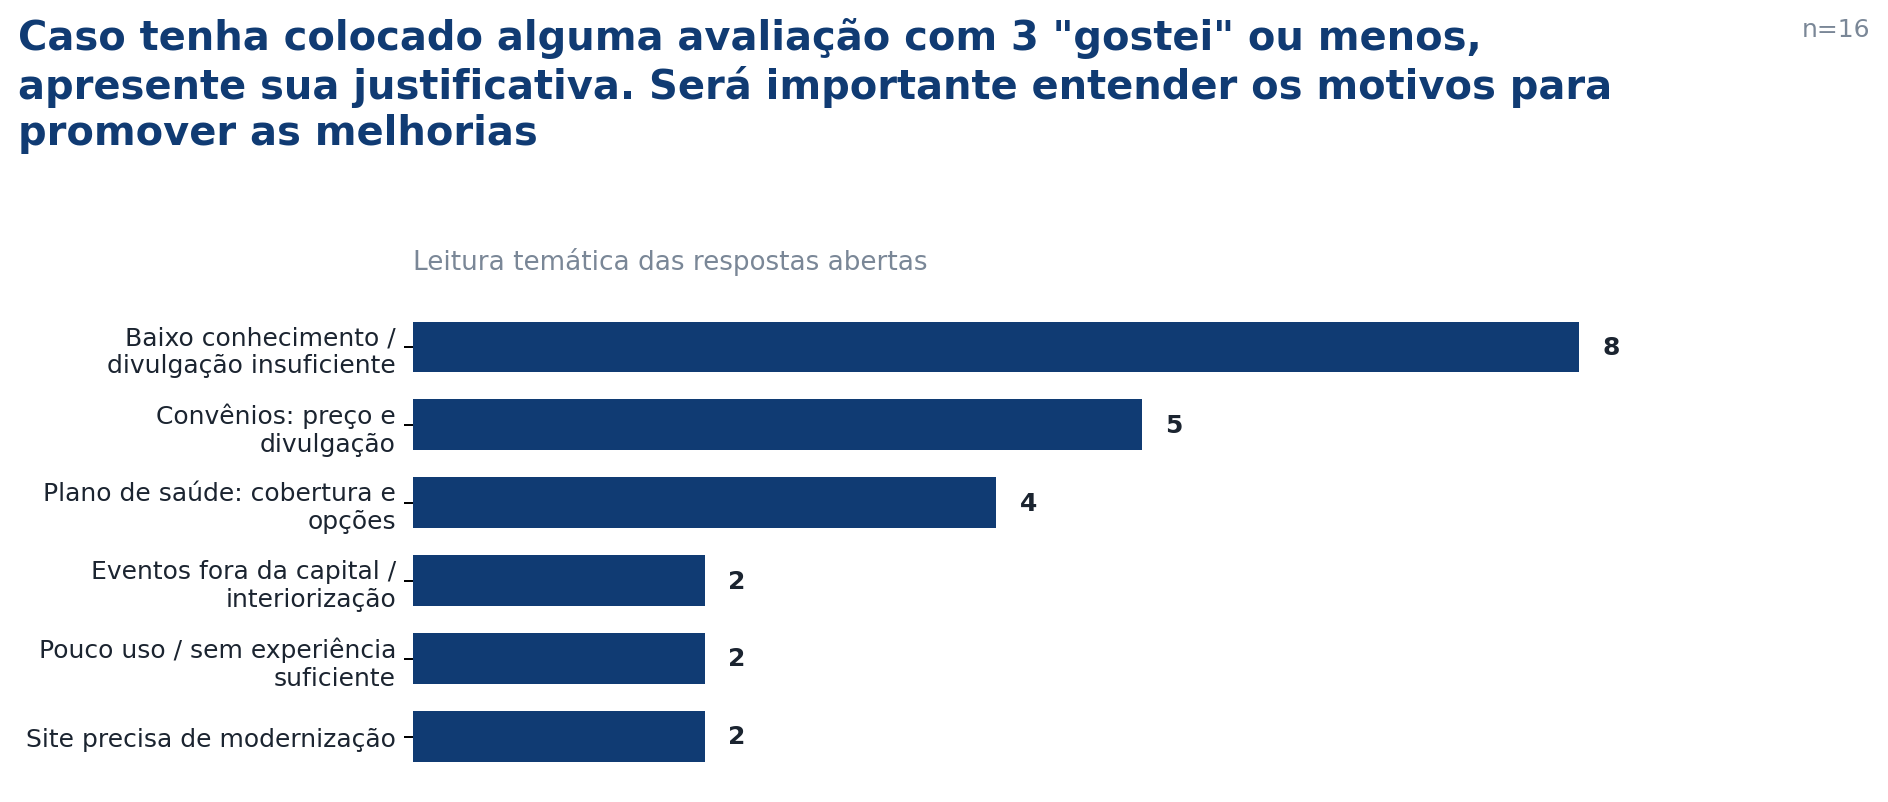 Caso tenha colocado alguma avaliação com 3 "gostei" ou menos,
apresente sua justificativa. Será importante entender os motivos para
promover as melhorias
n=16
Leitura temática das respostas abertas
Baixo conhecimento /
divulgação insuficiente
8
Convênios: preço e
divulgação
5
Plano de saúde: cobertura e
opções
4
Eventos fora da capital /
interiorização
2
Pouco uso / sem experiência
suficiente
2
Site precisa de modernização
2